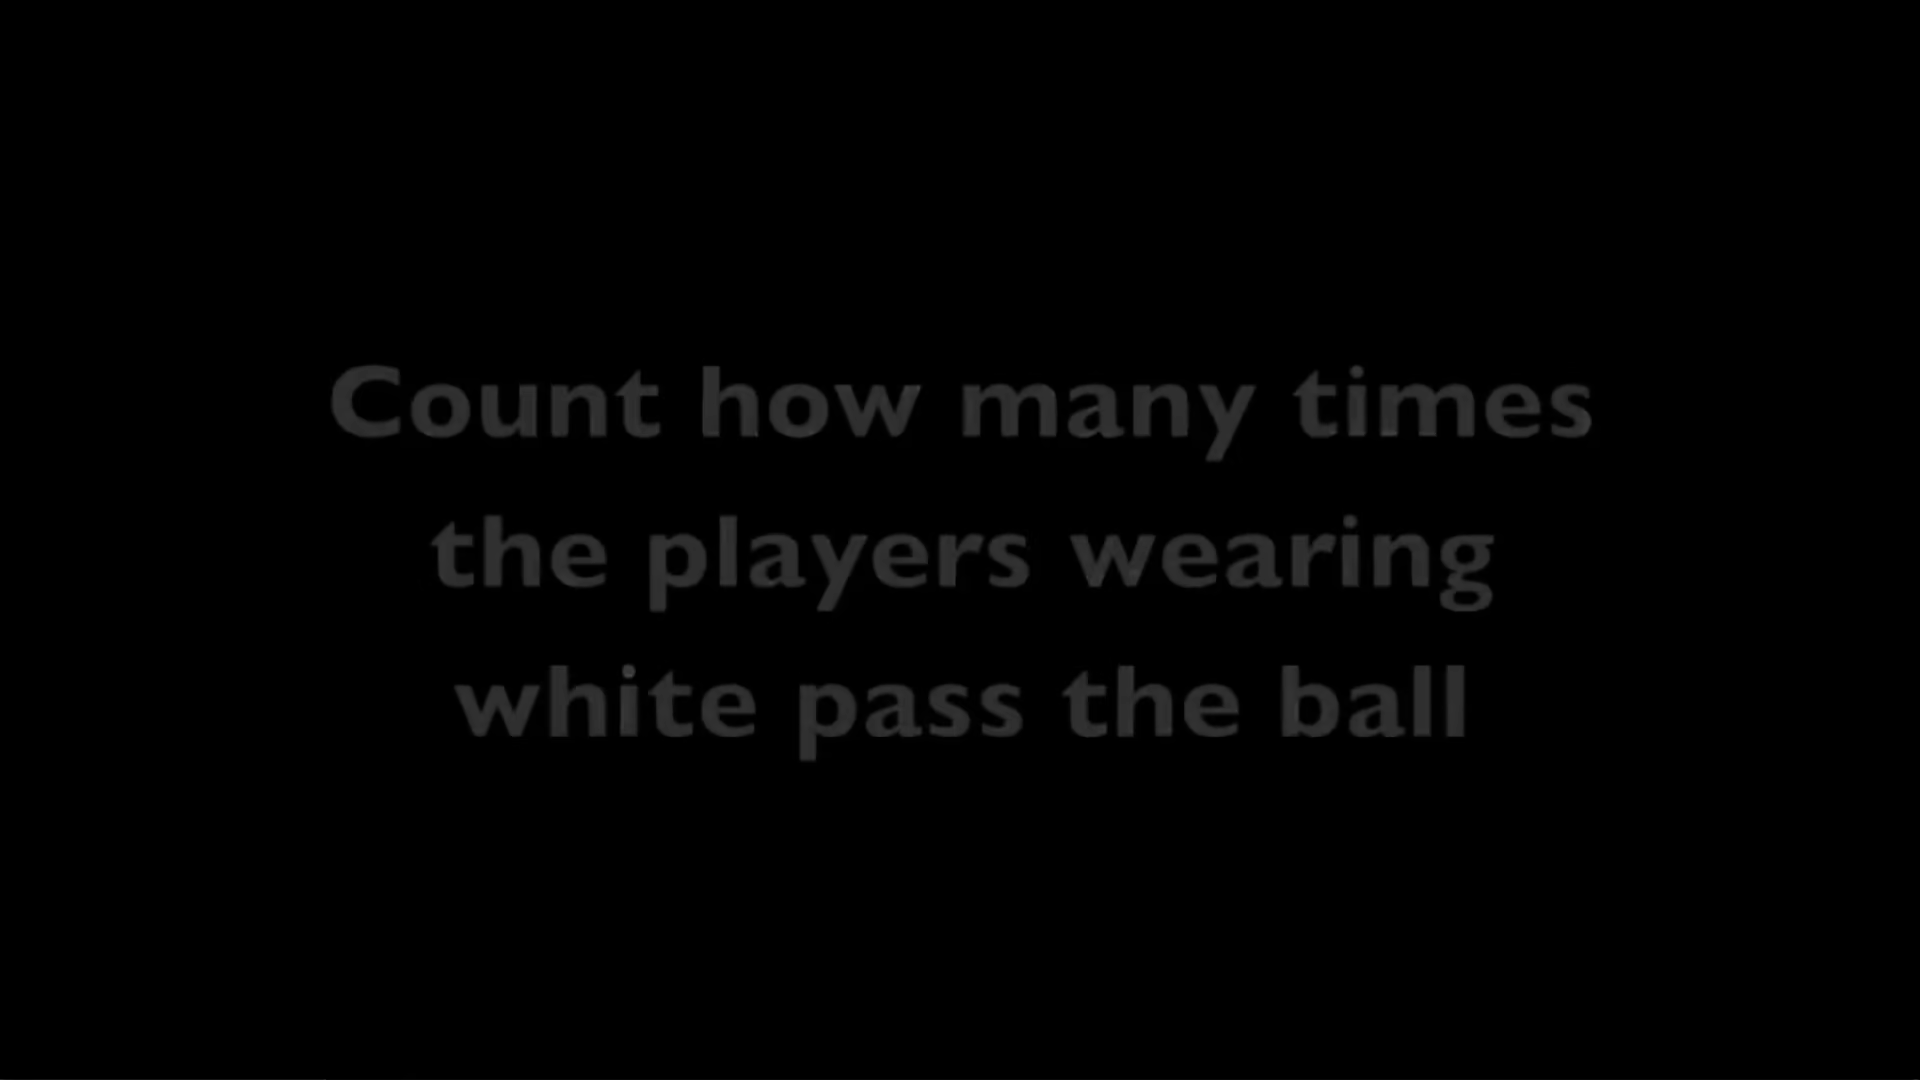 Count how many times
the players wearing
white pass the ball